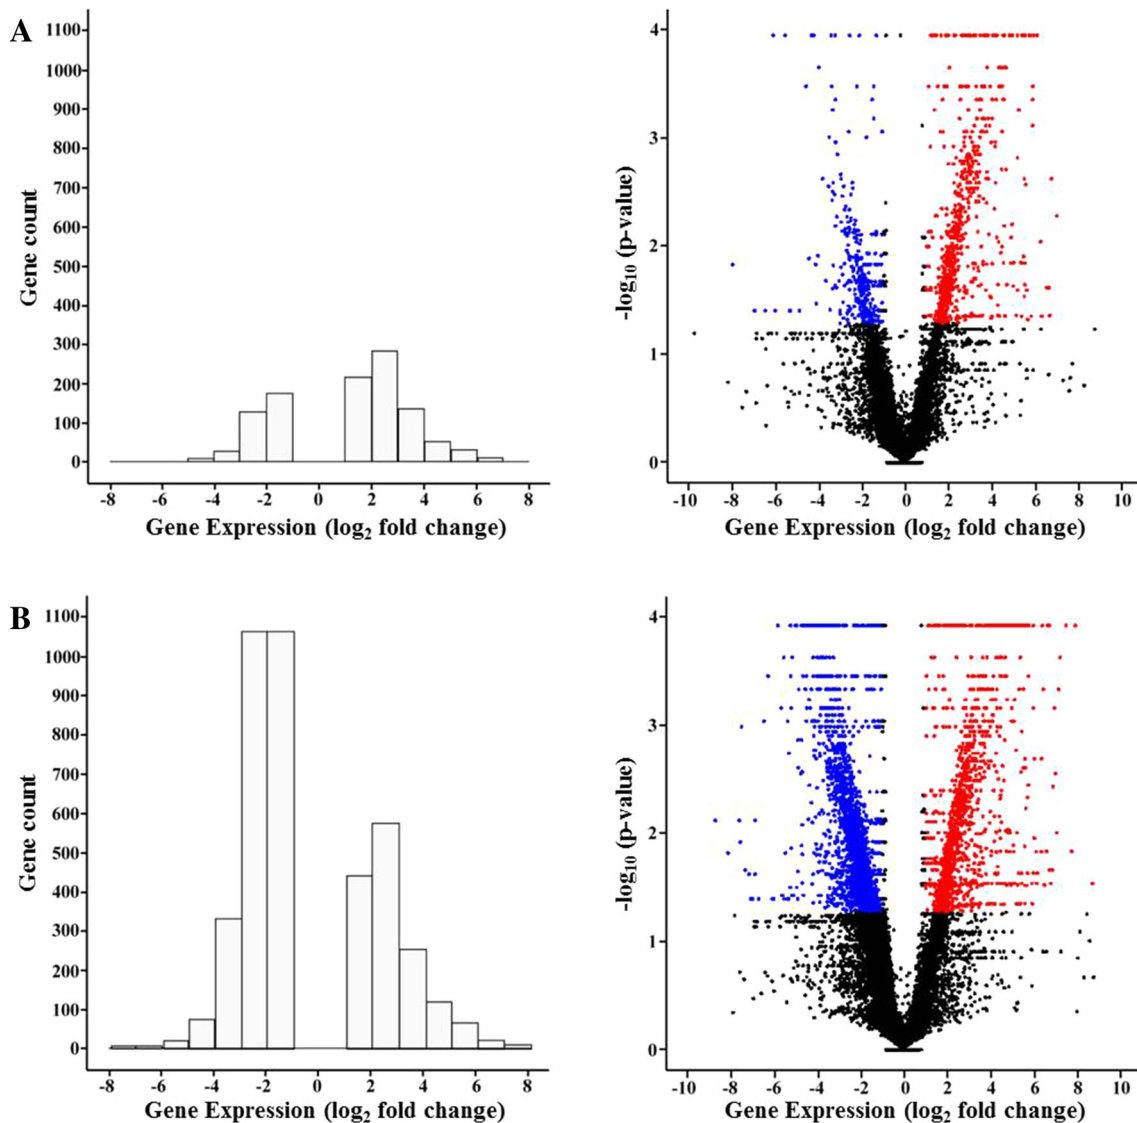 A
1100
1000
900
800
700
600
500
400
300
200
100
0
Gene count
-8 -6 -4 -2 0 2 4 6 8
Gene Expression (log2 fold change)
4
3
2
1
0
-log10 (p-value)
-10 -8 -6 -4 -2 0 2 4 6 8 10
Gene Expression (log2 fold change)
B
1100
1000
900
800
700
600
500
400
300
200
100
0
Gene count
-8 -6 -4 -2 0 2 4 6 8
Gene Expression (log2 fold change)
4
3
2
1
0
-log10 (p-value)
-10 -8 -6 -4 -2 0 2 4 6 8 10
Gene Expression (log2 fold change)